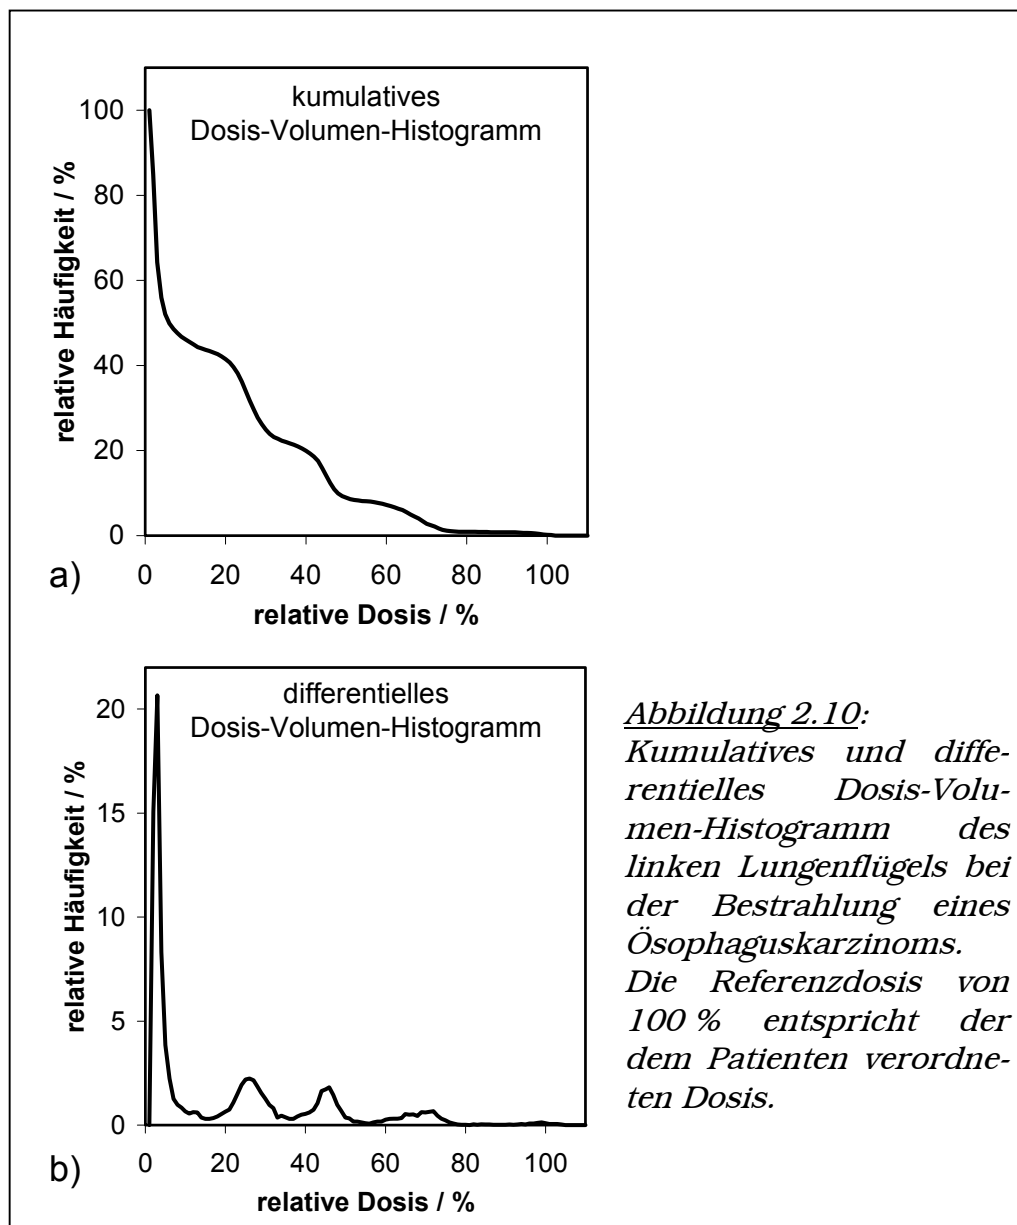 kumulatives
Dosis-Volumen-Histogramm
100
80
60
40
20
0
relative Häufigkeit / %
0 20 40 60 80 100
relative Dosis / %
a)
differentielles
Dosis-Volumen-Histogramm
20
15
10
5
0
relative Häufigkeit / %
0 20 40 60 80 100
relative Dosis / %
b)
Abbildung 2.10:
Kumulatives und diffe-
rentielles Dosis-Volu-
men-Histogramm des
linken Lungenflügels bei
der Bestrahlung eines
Ösophaguskarzinoms.
Die Referenzdosis von
100 % entspricht der
dem Patienten verordne-
ten Dosis.